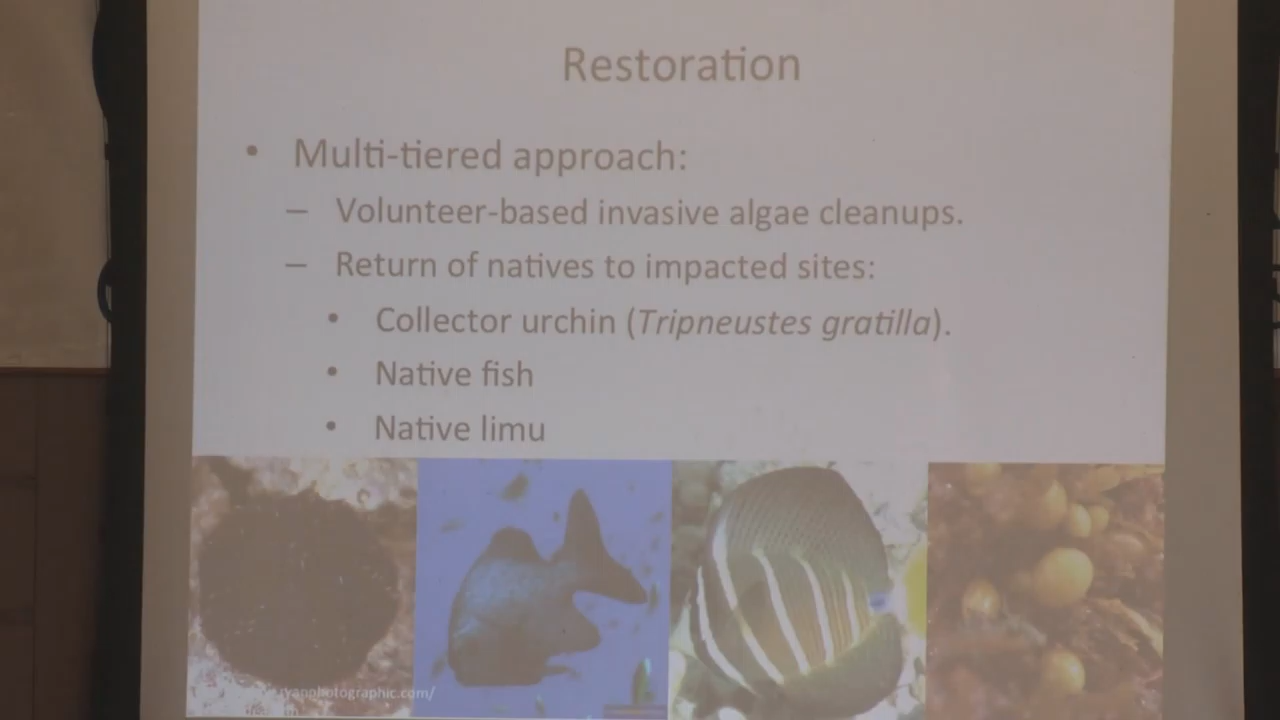 Restoration
• Multi-tiered approach:
– Volunteer-based invasive algae cleanups.
– Return of natives to impacted sites:
• Collector urchin (Tripneustes gratilla).
• Native fish
• Native limu